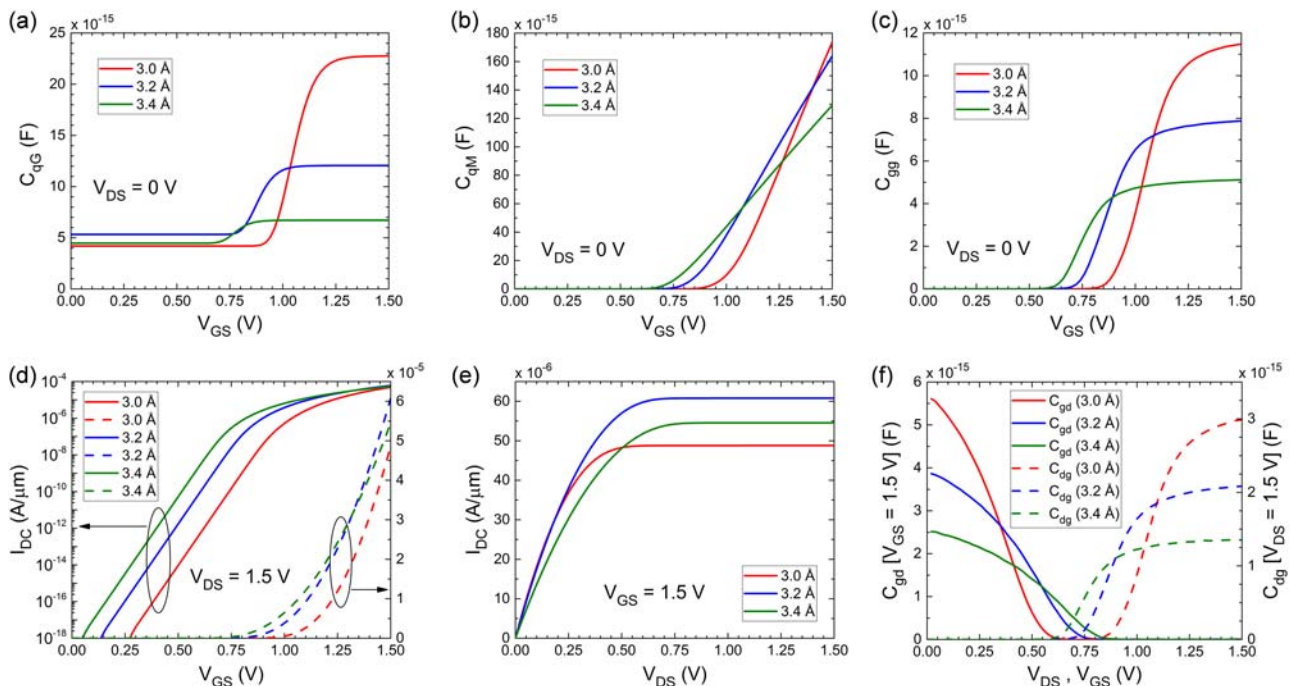 (a)
x 10⁻¹⁵
25
20
15
10
5
0
C_qG (F)
3.0 Å
3.2 Å
3.4 Å
V_DS = 0 V
0.00 0.25 0.50 0.75 1.00 1.25 1.50
V_GS (V)
(b)
x 10⁻¹⁵
180
160
140
120
100
80
60
40
20
0
C_qM (F)
3.0 Å
3.2 Å
3.4 Å
V_DS = 0 V
0.00 0.25 0.50 0.75 1.00 1.25 1.50
V_GS (V)
(c)
x 10⁻¹⁵
12
9
6
3
0
C_gg (F)
3.0 Å
3.2 Å
3.4 Å
V_DS = 0 V
0.00 0.25 0.50 0.75 1.00 1.25 1.50
V_GS (V)
(d)
10⁻⁴
10⁻⁶
10⁻⁸
10⁻¹⁰
10⁻¹²
10⁻¹⁴
10⁻¹⁶
10⁻¹⁸
I_DC (A/μm)
3.0 Å
3.0 Å
3.2 Å
3.2 Å
3.4 Å
3.4 Å
V_DS = 1.5 V
x 10⁻⁵
6
5
4
3
2
1
0
0.00 0.25 0.50 0.75 1.00 1.25 1.50
V_GS (V)
(e)
x 10⁻⁶
60
50
40
30
20
10
0
I_DC (A/μm)
V_GS = 1.5 V
3.0 Å
3.2 Å
3.4 Å
0.00 0.25 0.50 0.75 1.00 1.25 1.50
V_DS (V)
(f)
x 10⁻¹⁵
6
5
4
3
2
1
0
C_gd [V_GS = 1.5 V] (F)
C_gd (3.0 Å)
C_gd (3.2 Å)
C_gd (3.4 Å)
C_dg (3.0 Å)
C_dg (3.2 Å)
C_dg (3.4 Å)
x 10⁻¹⁵
3
2
1
0
C_dg [V_DS = 1.5 V] (F)
0.00 0.25 0.50 0.75 1.00 1.25 1.50
V_DS , V_GS (V)